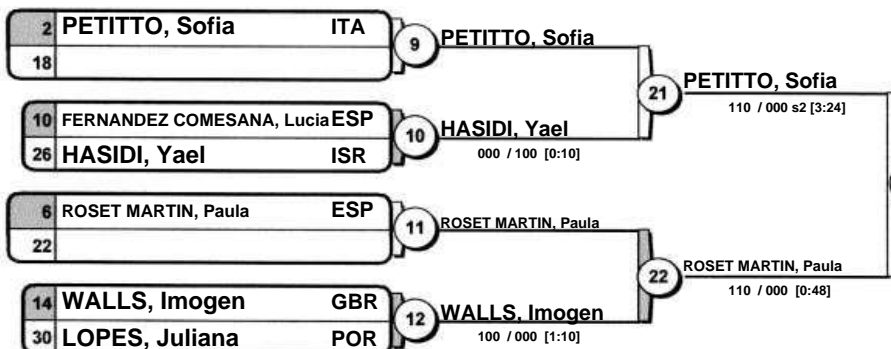 2 PETITTO, Sofia ITA
18
9
PETITTO, Sofia
10 FERNANDEZ COMESANA, Lucia ESP
26 HASIDI, Yael ISR
10
HASIDI, Yael
000 / 100 [0:10]
21
PETITTO, Sofia
110 / 000 s2 [3:24]
6 ROSET MARTIN, Paula ESP
22
11
ROSET MARTIN, Paula
14 WALLS, Imogen GBR
30 LOPES, Juliana POR
12
WALLS, Imogen
100 / 000 [1:10]
22
ROSET MARTIN, Paula
110 / 000 [0:48]